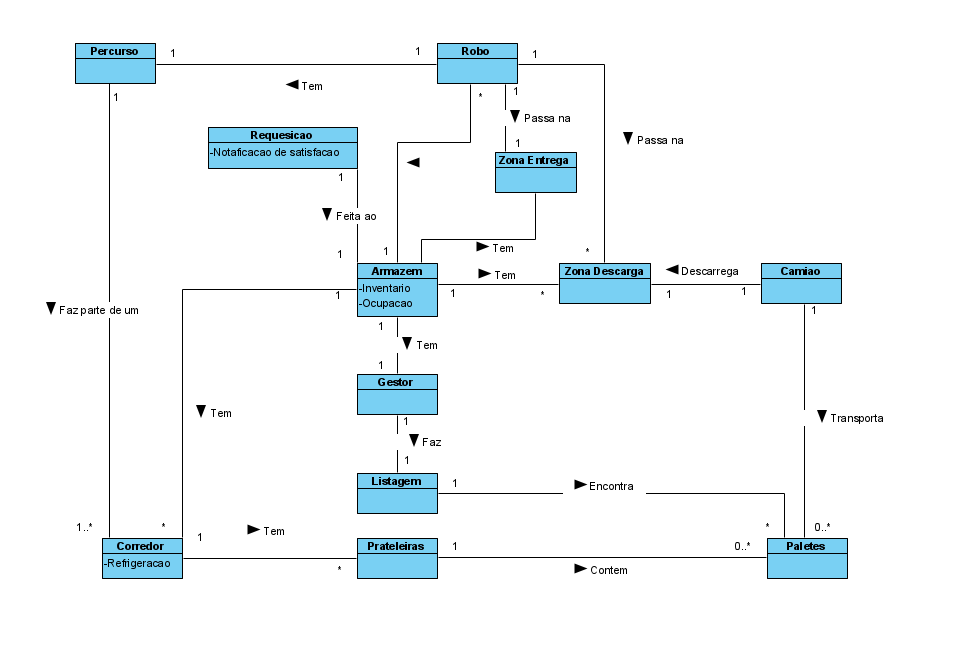 Percurso
1
1
Robo
1
Tem
1
*
1
Passa na
Requesicao
-Notaficacao de satisfacao
1
Zona Entrega
Passa na
1
Feita ao
1
1
Tem
*
Armazem
-Inventario
-Ocupacao
1
1
Tem
*
Zona Descarga
Descarrega
1
1
Camiao
1
Faz parte de um
1
Tem
1
Gestor
1
Tem
Faz
1
Transporta
Listagem
1
Encontra
1..*
*
*
0..*
Corredor
-Refrigeracao
1
Tem
*
Prateleiras
1
Contem
0..*
Paletes